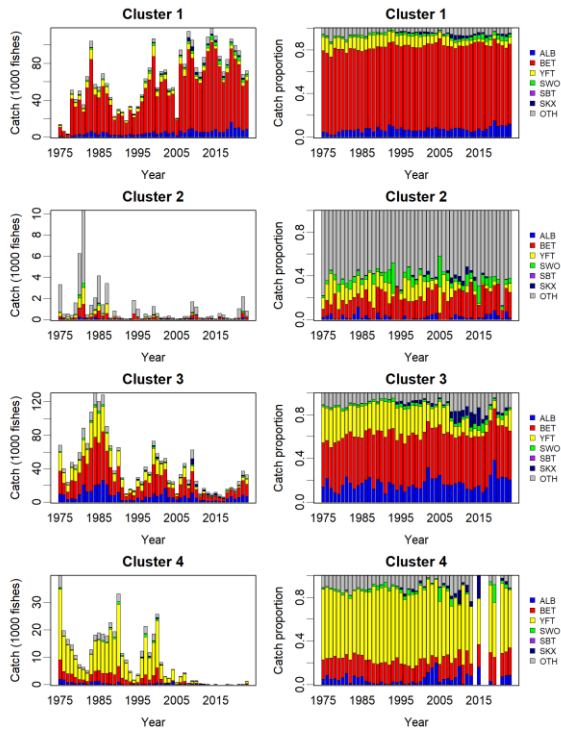 Cluster 1
Catch (1000 fishes)
0
40
80
1975
1985
1995
2005
2015
Year
Cluster 1
Catch proportion
0.0
0.4
0.8
1975
1985
1995
2005
2015
Year
ALB
BET
YFT
SWO
SBT
SKX
OTH
Cluster 2
Catch (1000 fishes)
0
2
4
6
8
10
1975
1985
1995
2005
2015
Year
Cluster 2
Catch proportion
0.0
0.4
0.8
1975
1985
1995
2005
2015
Year
ALB
BET
YFT
SWO
SBT
SKX
OTH
Cluster 3
Catch (1000 fishes)
0
40
80
120
1975
1985
1995
2005
2015
Year
Cluster 3
Catch proportion
0.0
0.4
0.8
1975
1985
1995
2005
2015
Year
ALB
BET
YFT
SWO
SBT
SKX
OTH
Cluster 4
Catch (1000 fishes)
0
10
20
30
1975
1985
1995
2005
2015
Year
Cluster 4
Catch proportion
0.0
0.4
0.8
1975
1985
1995
2005
2015
Year
ALB
BET
YFT
SWO
SBT
SKX
OTH